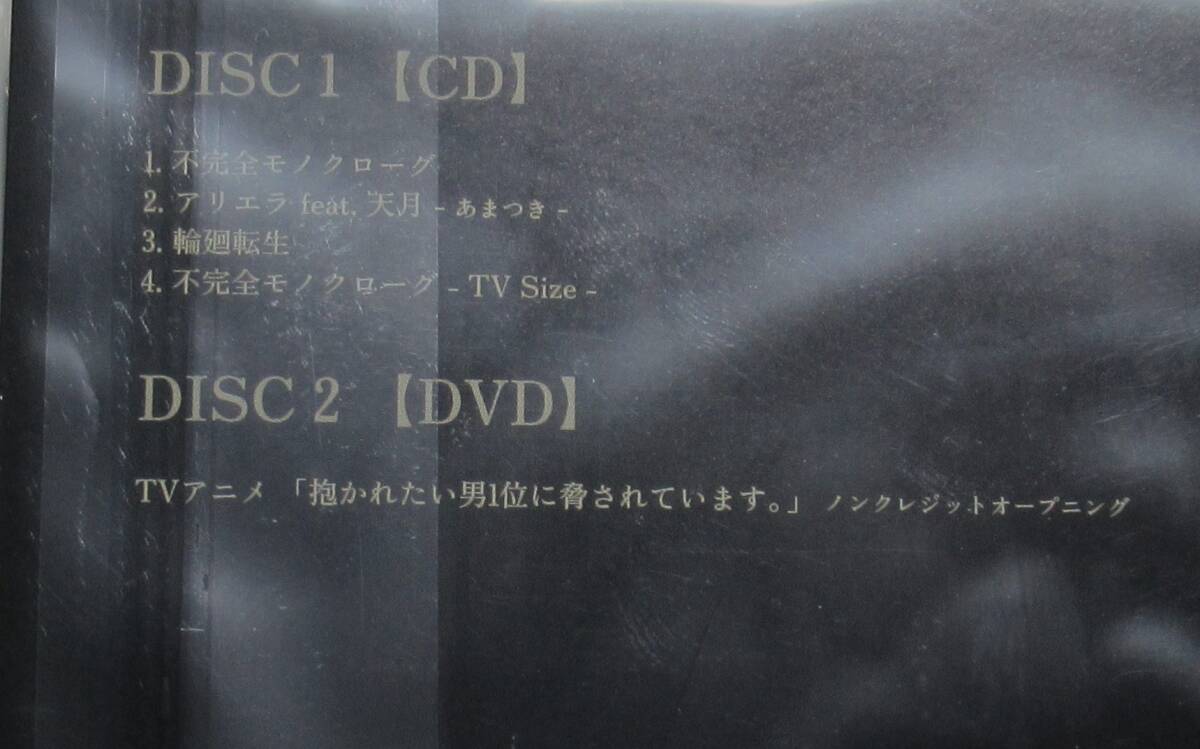 DISC 1 【CD】
1. 不完全モノクローグ
2. アリエラ feat. 天月 - あまつき -
3. 輪廻転生
4. 不完全モノクローグ - TV Size -
DISC 2 【DVD】
TVアニメ 「抱かれたい男1位に脅されています。」 ノンクレジットオープニング